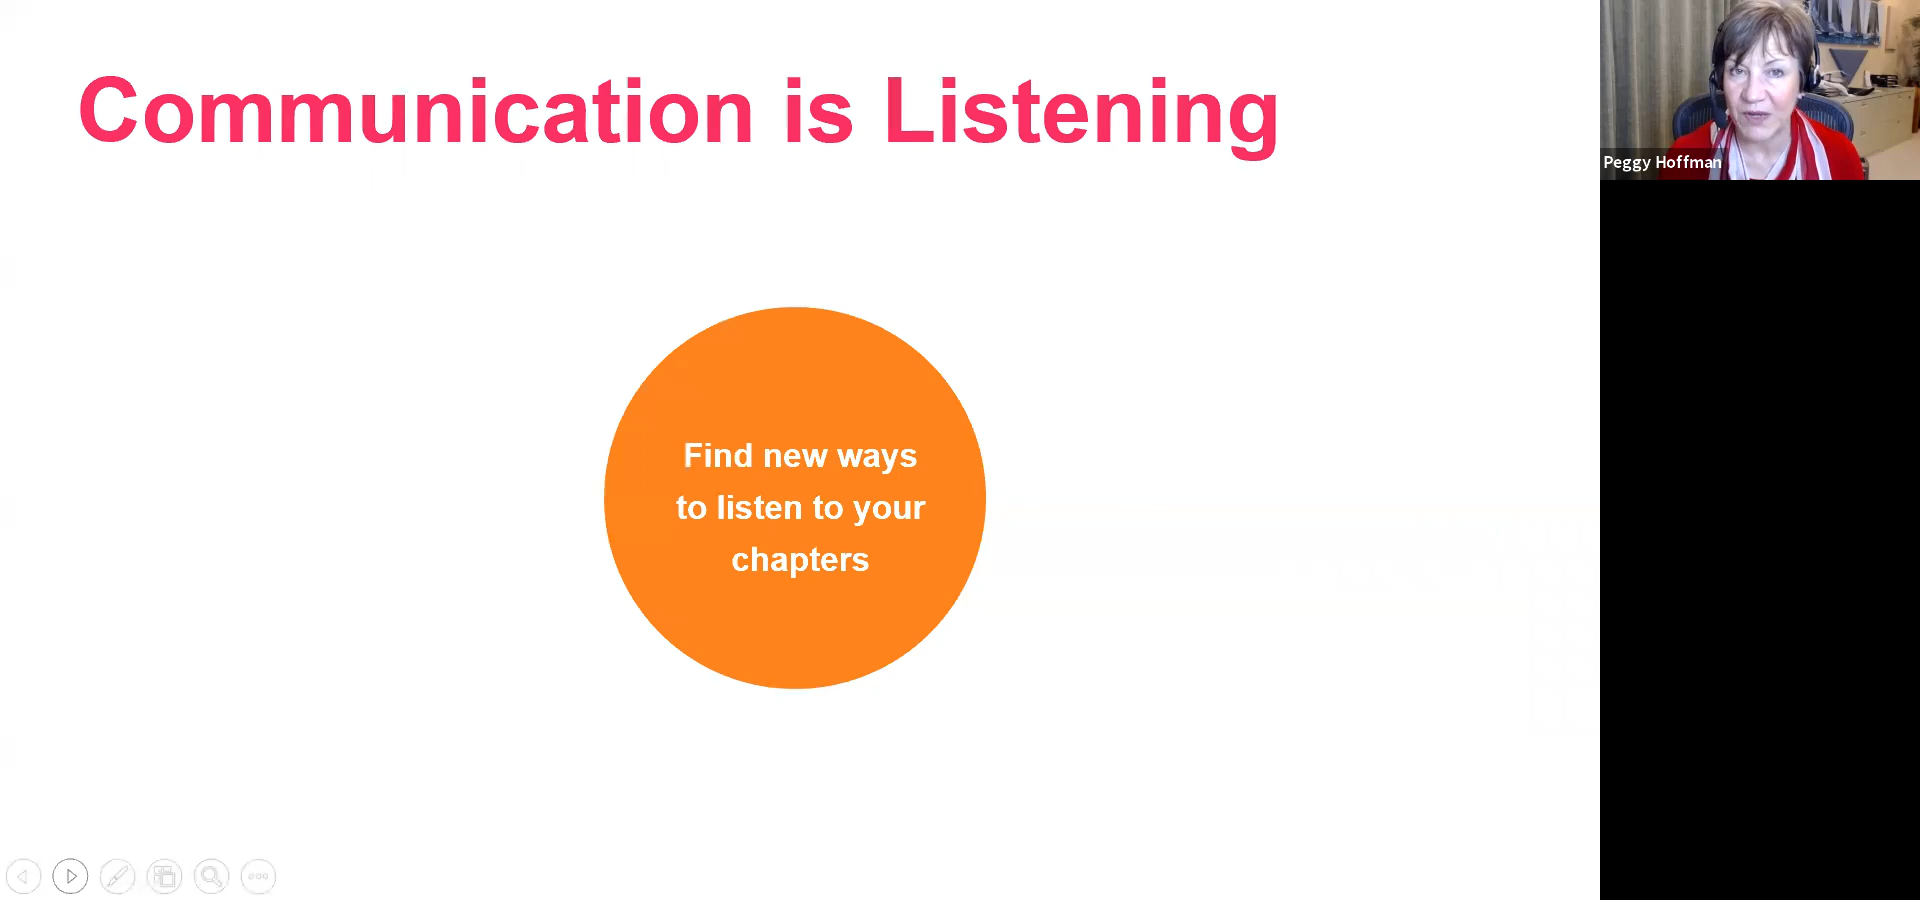 Communication is Listening
Find new ways
to listen to your
chapters
Peggy Hoffman